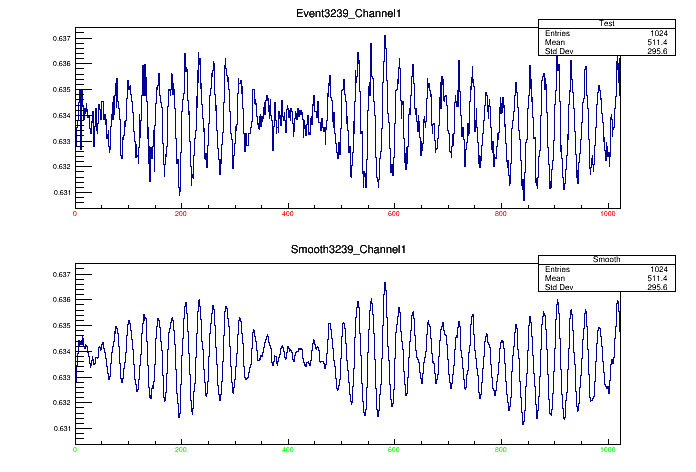 Event3239_Channel1
Test
Entries 1024
Mean 511.4
Std Dev 295.6
0.637
0.636
0.635
0.634
0.633
0.632
0.631
0 200 400 600 800 1000
Smooth3239_Channel1
Smooth
Entries 1024
Mean 511.4
Std Dev 295.6
0.637
0.636
0.635
0.634
0.633
0.632
0.631
0 200 400 600 800 1000